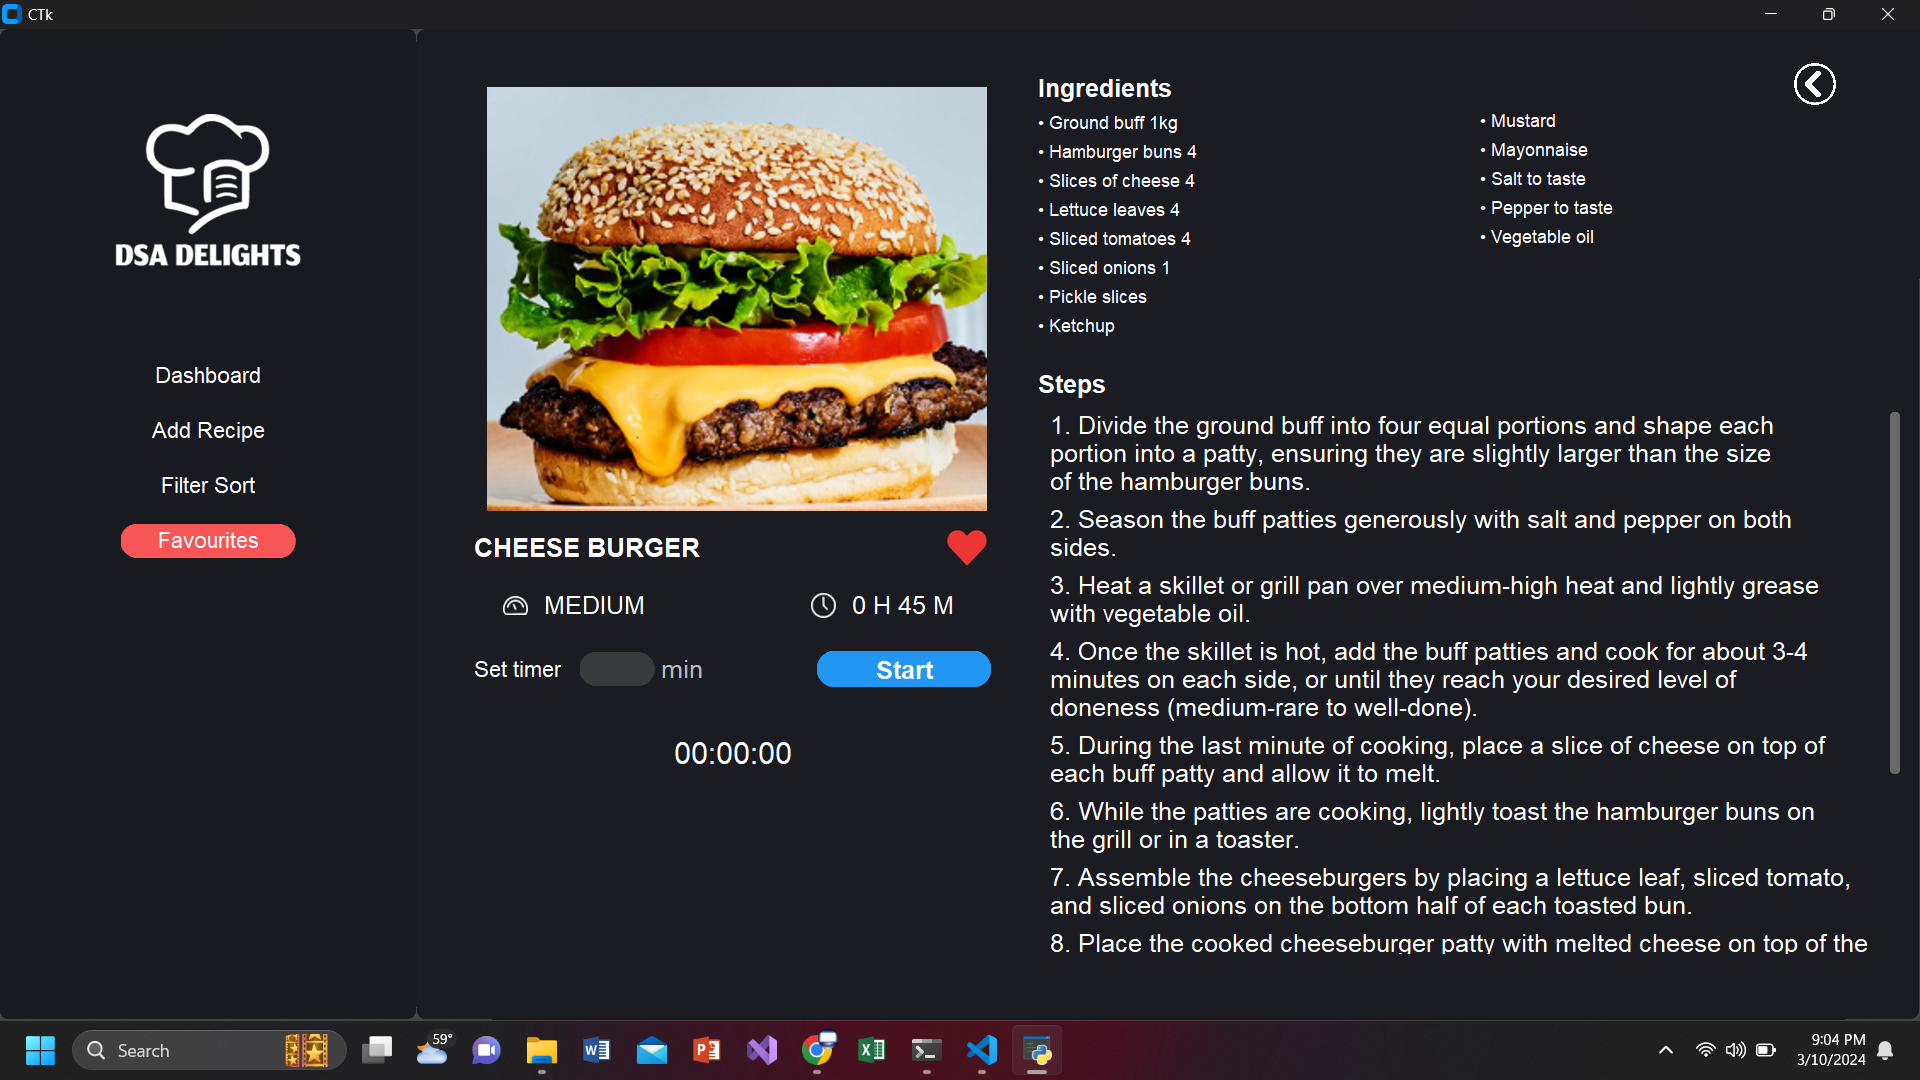 CTk
DSA DELIGHTS
Dashboard
Add Recipe
Filter Sort
Favourites
CHEESE BURGER
MEDIUM
0 H 45 M
Set timer
min
Start
00:00:00
Ingredients
• Ground buff 1kg
• Hamburger buns 4
• Slices of cheese 4
• Lettuce leaves 4
• Sliced tomatoes 4
• Sliced onions 1
• Pickle slices
• Ketchup
• Mustard
• Mayonnaise
• Salt to taste
• Pepper to taste
• Vegetable oil
Steps
1. Divide the ground buff into four equal portions and shape each
portion into a patty, ensuring they are slightly larger than the size
of the hamburger buns.
2. Season the buff patties generously with salt and pepper on both
sides.
3. Heat a skillet or grill pan over medium-high heat and lightly grease
with vegetable oil.
4. Once the skillet is hot, add the buff patties and cook for about 3-4
minutes on each side, or until they reach your desired level of
doneness (medium-rare to well-done).
5. During the last minute of cooking, place a slice of cheese on top of
each buff patty and allow it to melt.
6. While the patties are cooking, lightly toast the hamburger buns on
the grill or in a toaster.
7. Assemble the cheeseburgers by placing a lettuce leaf, sliced tomato,
and sliced onions on the bottom half of each toasted bun.
8. Place the cooked cheeseburger patty with melted cheese on top of the
Search
59°
9:04 PM
3/10/2024